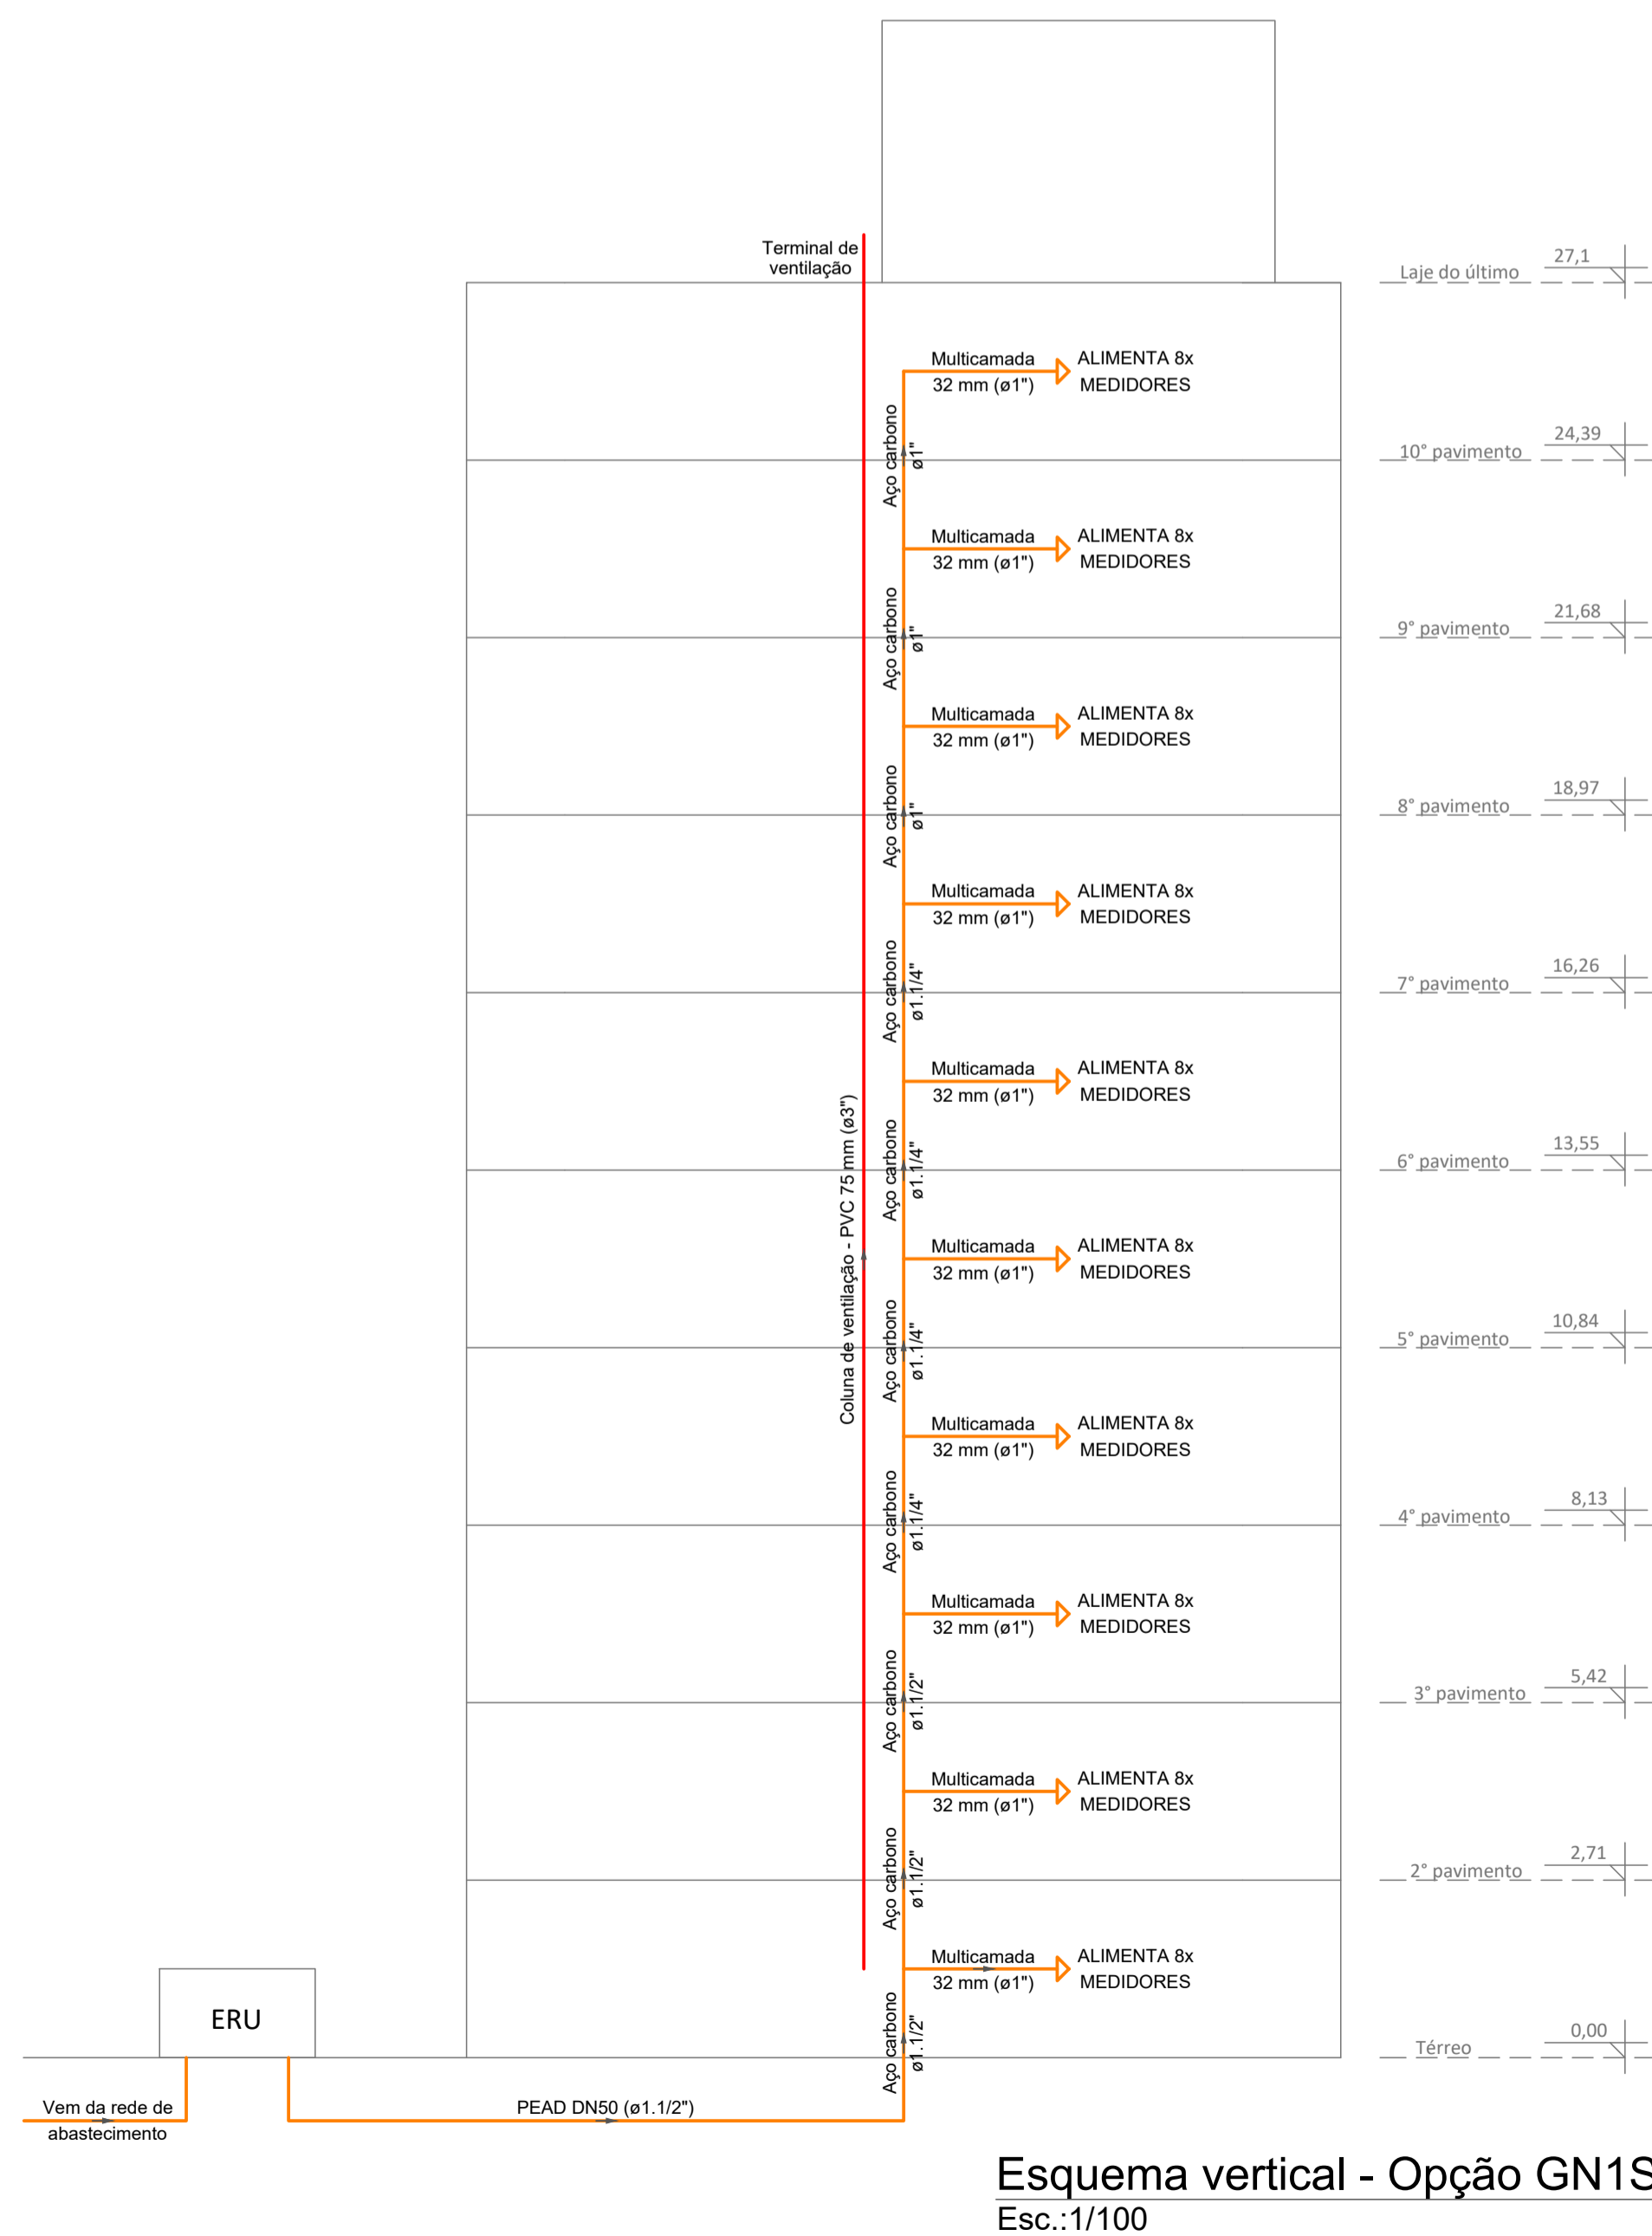 Terminal de
ventilação
27,1
Laje do último
Multicamada
32 mm (ø1")
ALIMENTA 8x
MEDIDORES
Aço carbono
ø1"
24,39
10° pavimento
Multicamada
32 mm (ø1")
ALIMENTA 8x
MEDIDORES
Aço carbono
ø1"
21,68
9° pavimento
Multicamada
32 mm (ø1")
ALIMENTA 8x
MEDIDORES
Aço carbono
ø1"
18,97
8° pavimento
Multicamada
32 mm (ø1")
ALIMENTA 8x
MEDIDORES
Aço carbono
ø1.1/4"
16,26
7° pavimento
Multicamada
32 mm (ø1")
ALIMENTA 8x
MEDIDORES
Coluna de ventilação - PVC 75 mm (ø3")
Aço carbono
ø1.1/4"
13,55
6° pavimento
Multicamada
32 mm (ø1")
ALIMENTA 8x
MEDIDORES
Aço carbono
ø1.1/4"
10,84
5° pavimento
Multicamada
32 mm (ø1")
ALIMENTA 8x
MEDIDORES
Aço carbono
ø1.1/4"
8,13
4° pavimento
Multicamada
32 mm (ø1")
ALIMENTA 8x
MEDIDORES
Aço carbono
ø1.1/2"
5,42
3° pavimento
Multicamada
32 mm (ø1")
ALIMENTA 8x
MEDIDORES
Aço carbono
ø1.1/2"
2,71
2° pavimento
Multicamada
32 mm (ø1")
ALIMENTA 8x
MEDIDORES
Aço carbono
ø1.1/2"
ERU
0,00
Térreo
Vem da rede de
abastecimento
PEAD DN50 (ø1.1/2")
Esquema vertical - Opção GN1S
Esc.:1/100